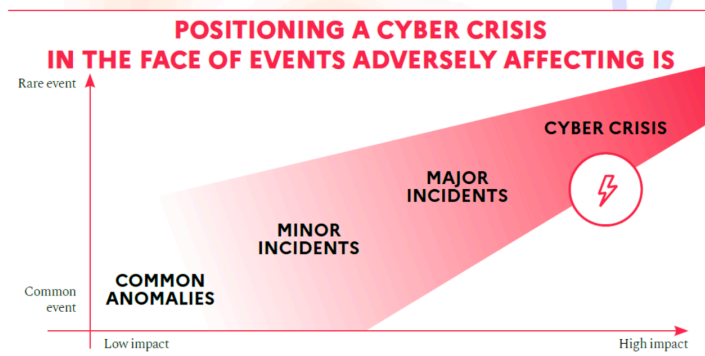 POSITIONING A CYBER CRISIS
IN THE FACE OF EVENTS ADVERSELY AFFECTING IS
Rare event
CYBER CRISIS
MAJOR
INCIDENTS
MINOR
INCIDENTS
COMMON
ANOMALIES
Common
event
Low impact
High impact